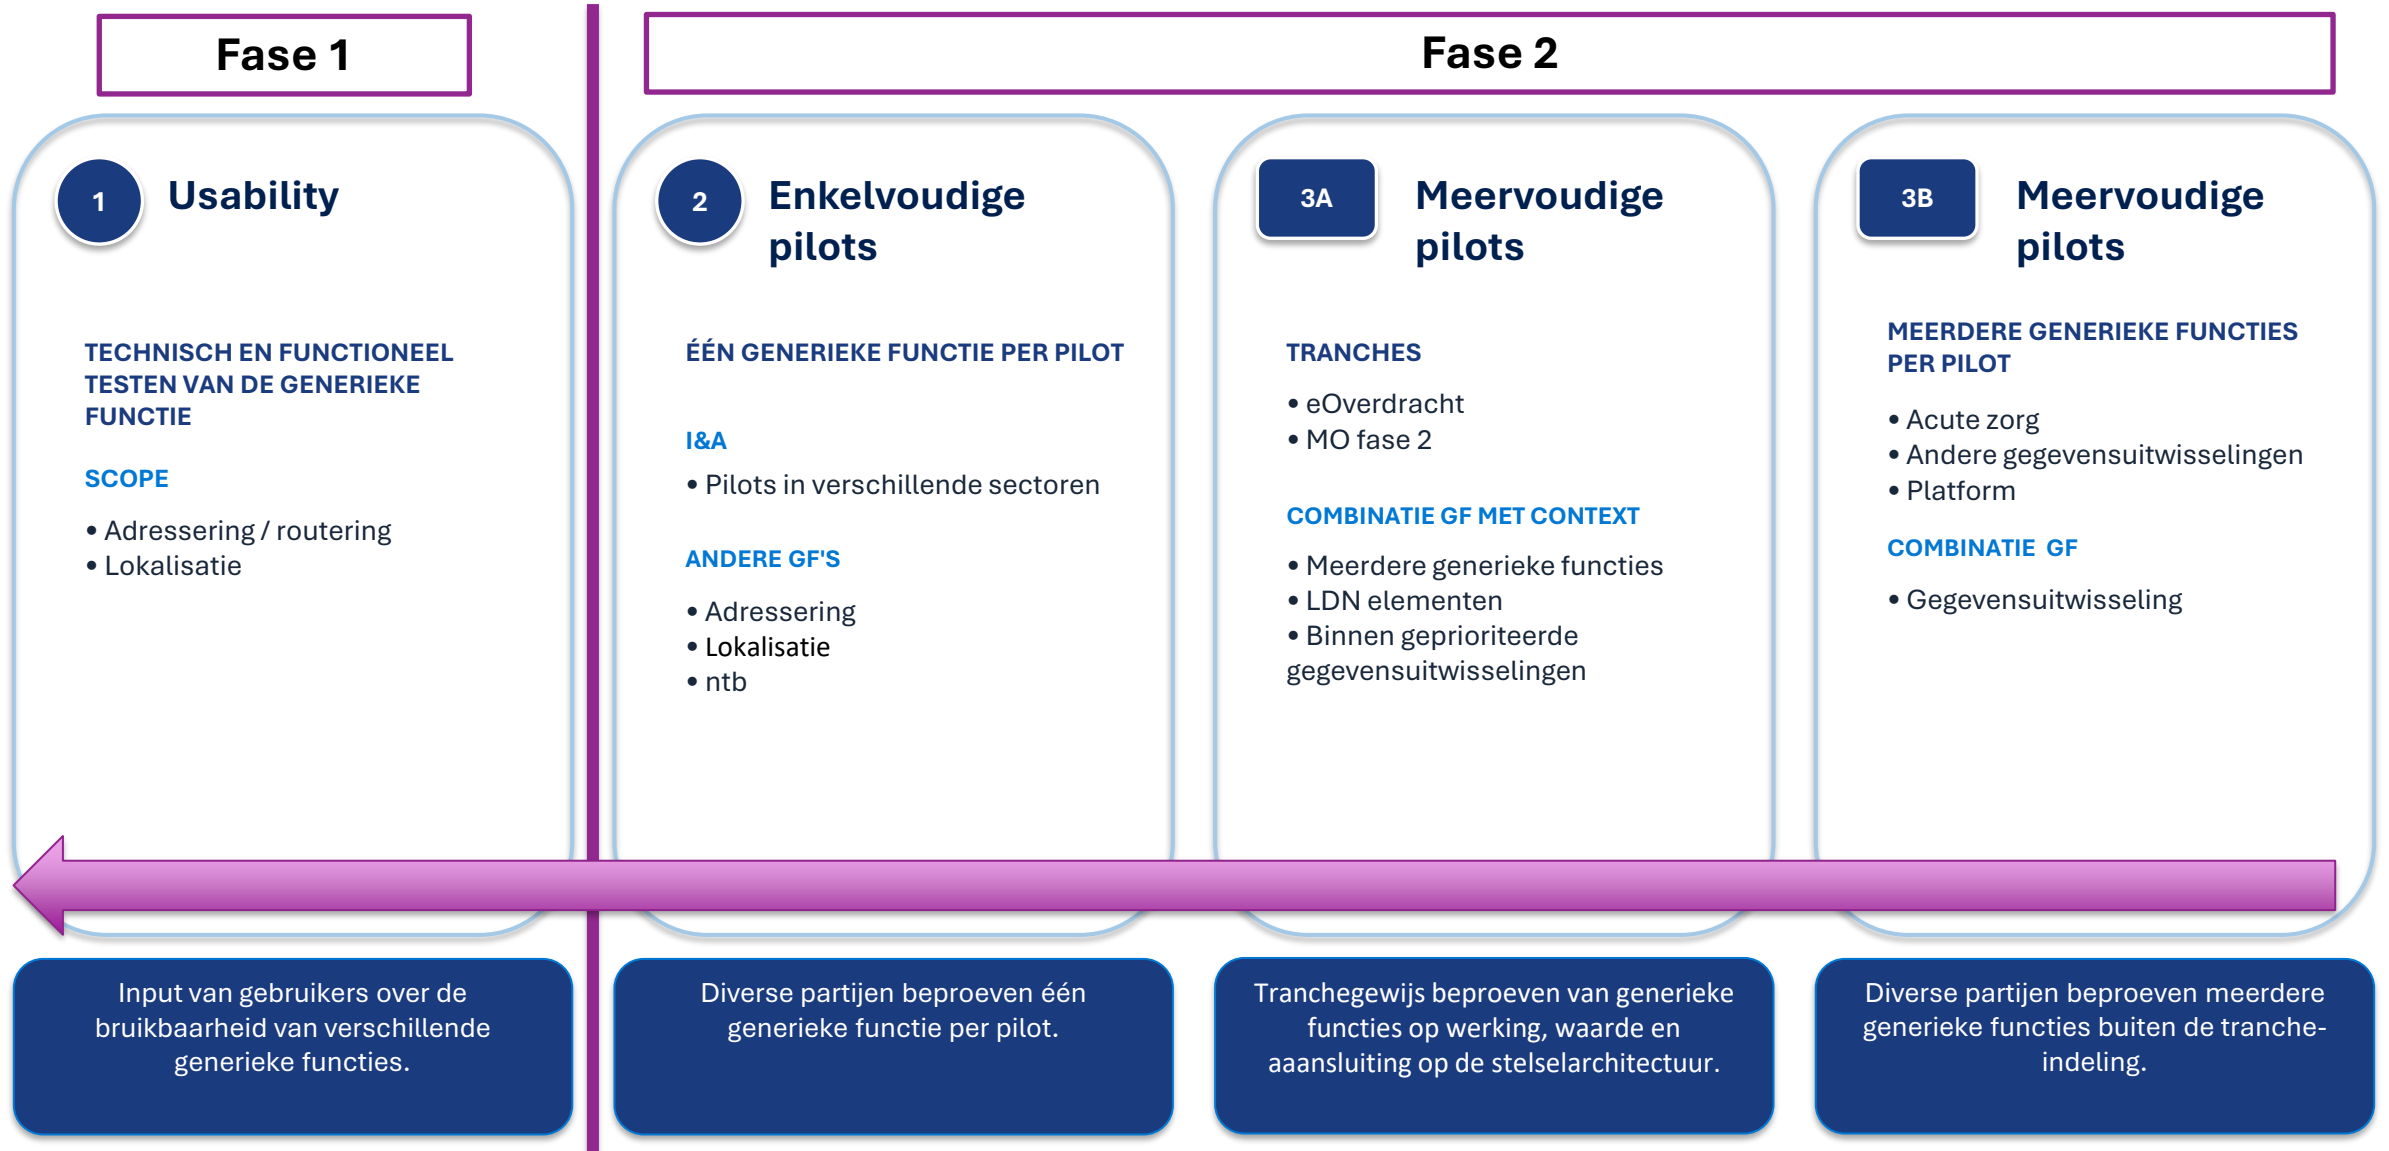 Fase 1
Fase 2
1
Usability
TECHNISCH EN FUNCTIONEEL
TESTEN VAN DE GENERIEKE
FUNCTIE
SCOPE
• Adressering / routering
• Lokalisatie
Input van gebruikers over de
bruikbaarheid van verschillende
generieke functies.
2
Enkelvoudige
pilots
ÉÉN GENERIEKE FUNCTIE PER PILOT
I&A
• Pilots in verschillende sectoren
ANDERE GF'S
• Adressering
• Lokalisatie
• ntb
Diverse partijen beproeven één
generieke functie per pilot.
3A
Meervoudige
pilots
TRANCHES
• eOverdracht
• MO fase 2
COMBINATIE GF MET CONTEXT
• Meerdere generieke functies
• LDN elementen
• Binnen geprioriteerde
gegevensuitwisselingen
Tranchegewijs beproeven van generieke
functies op werking, waarde en
aaansluiting op de stelselarchitectuur.
3B
Meervoudige
pilots
MEERDERE GENERIEKE FUNCTIES
PER PILOT
• Acute zorg
• Andere gegevensuitwisselingen
• Platform
COMBINATIE GF
• Gegevensuitwisseling
Diverse partijen beproeven meerdere
generieke functies buiten de tranche-
indeling.